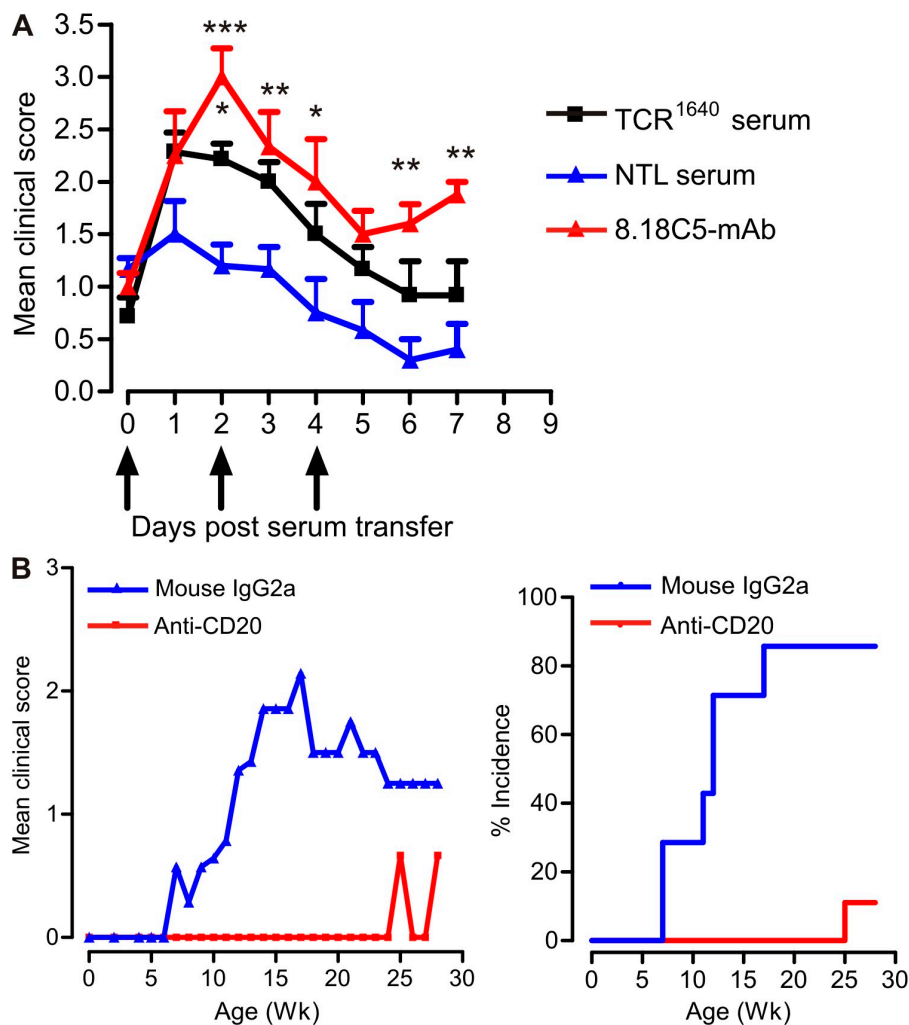 A
Mean clinical score
3.5
3.0
2.5
2.0
1.5
1.0
0.5
0.0
***
*
**
*
**
**
0 1 2 3 4 5 6 7 8 9
Days post serum transfer
TCR1640 serum
NTL serum
8.18C5-mAb
B
Mean clinical score
3
2
1
0
Mouse IgG2a
Anti-CD20
0 5 10 15 20 25 30
Age (Wk)
% Incidence
100
80
60
40
20
0
Mouse IgG2a
Anti-CD20
0 5 10 15 20 25 30
Age (Wk)